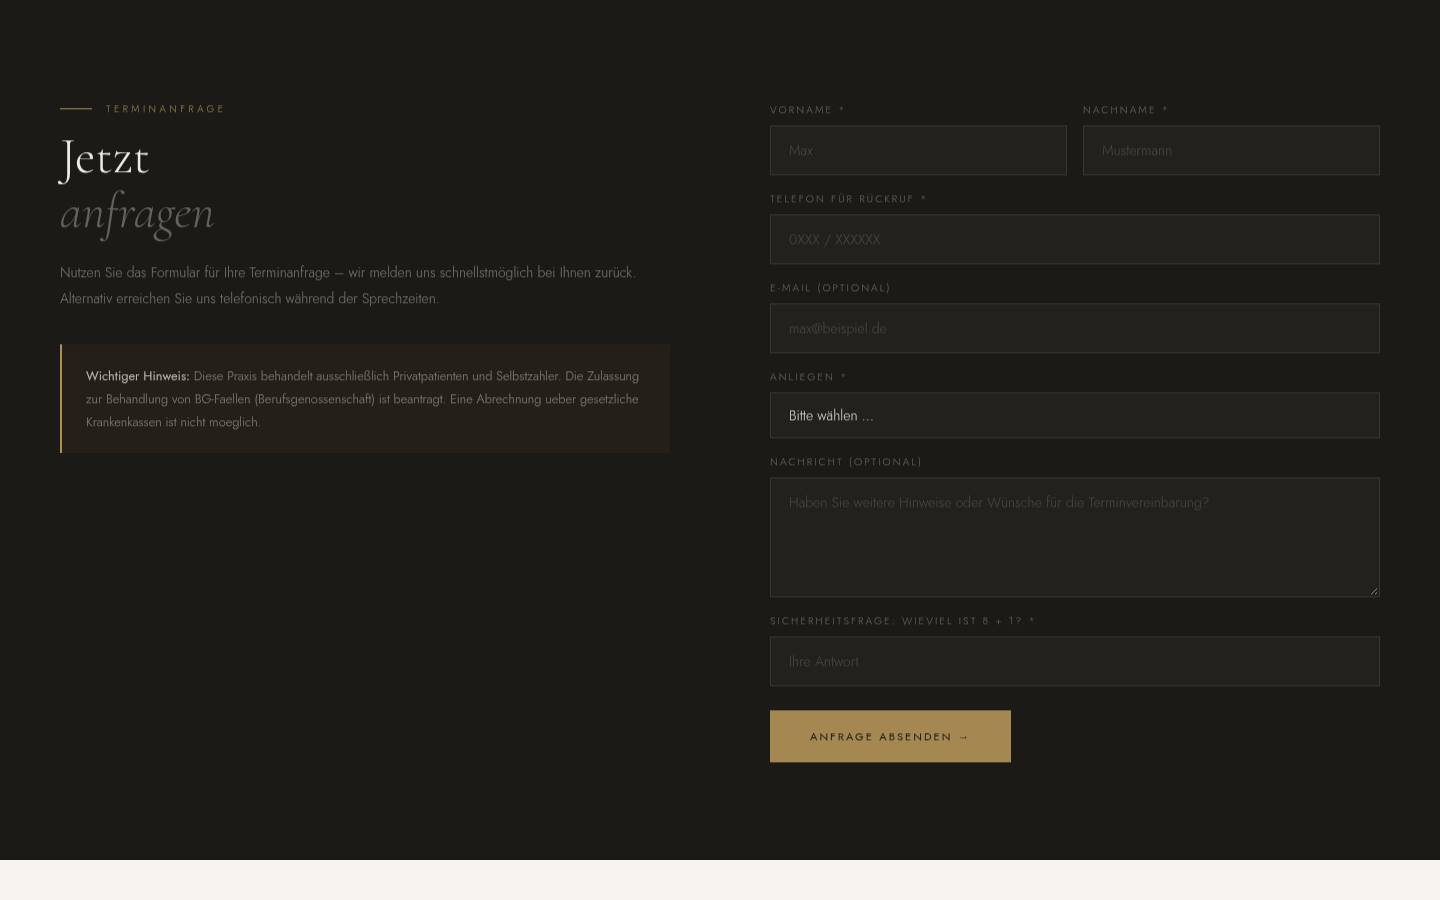 TERMINANFRAGE
Jetzt
anfragen
Nutzen Sie das Formular für Ihre Terminanfrage – wir melden uns schnellstmöglich bei Ihnen zurück.
Alternativ erreichen Sie uns telefonisch während der Sprechzeiten.
Wichtiger Hinweis: Diese Praxis behandelt ausschließlich Privatpatienten und Selbstzahler. Die Zulassung
zur Behandlung von BG-Faellen (Berufsgenossenschaft) ist beantragt. Eine Abrechnung ueber gesetzliche
Krankenkassen ist nicht moeglich.
VORNAME *
Max
NACHNAME *
Mustermann
TELEFON FÜR RÜCKRUF *
0XXX / XXXXXX
E-MAIL (OPTIONAL)
max@beispiel.de
ANLIEGEN *
Bitte wählen ...
NACHRICHT (OPTIONAL)
Haben Sie weitere Hinweise oder Wünsche für die Terminvereinbarung?
SICHERHEITSFRAGE: WIEVIEL IST 8 + 1? *
Ihre Antwort
ANFRAGE ABSENDEN →